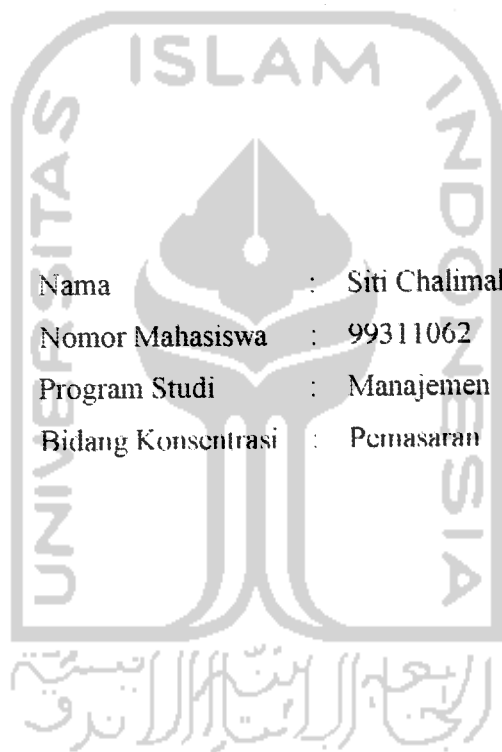 UNIVERSITAS ISLAM INDONESIA
Nama : Siti Chalimah
Nomor Mahasiswa : 99311062
Program Studi : Manajemen
Bidang Konsentrasi : Pemasaran